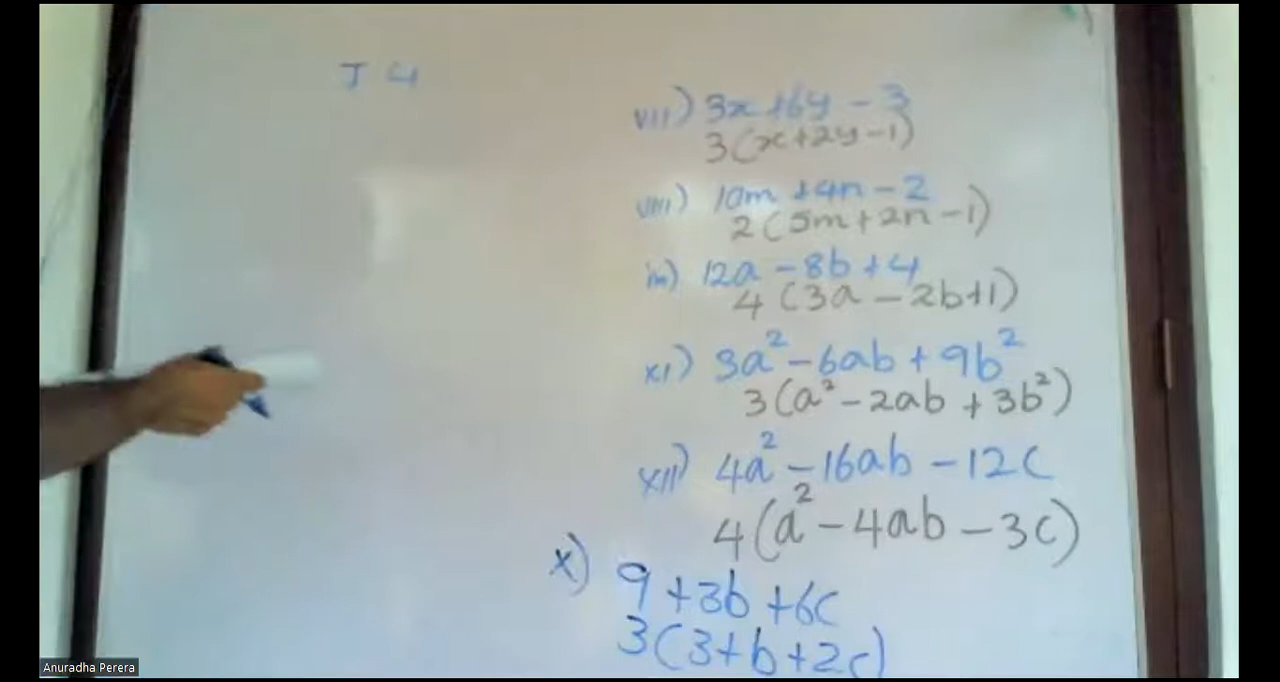 J 4
vii) 3x+6y - 3
3(x+2y-1)
viii) 10m +4n - 2
2(5m+2n-1)
ix) 12a - 8b + 4
4(3a - 2b+1)
xi) 3a² - 6ab + 9b²
3(a² - 2ab + 3b²)
xii) 4a² - 16ab - 12c
4(a² - 4ab - 3c)
x) 9 + 3b + 6c
3(3+b+2c)
Anuradha Perera